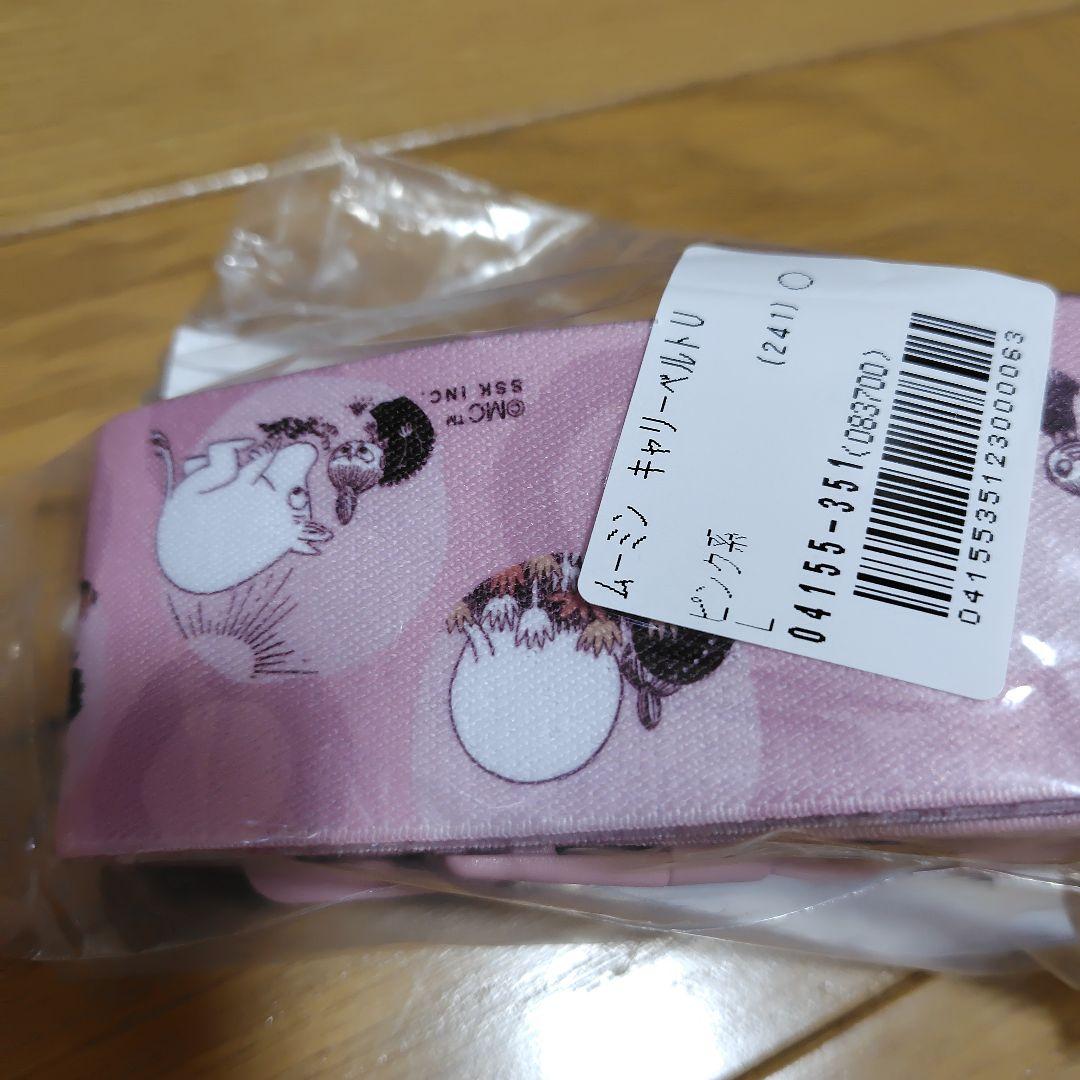 ムーミン キャリーベルトU
(241) ○
ピンク系
L
04155-351(083700)
0415535123000063
©MC™
SSK INC.